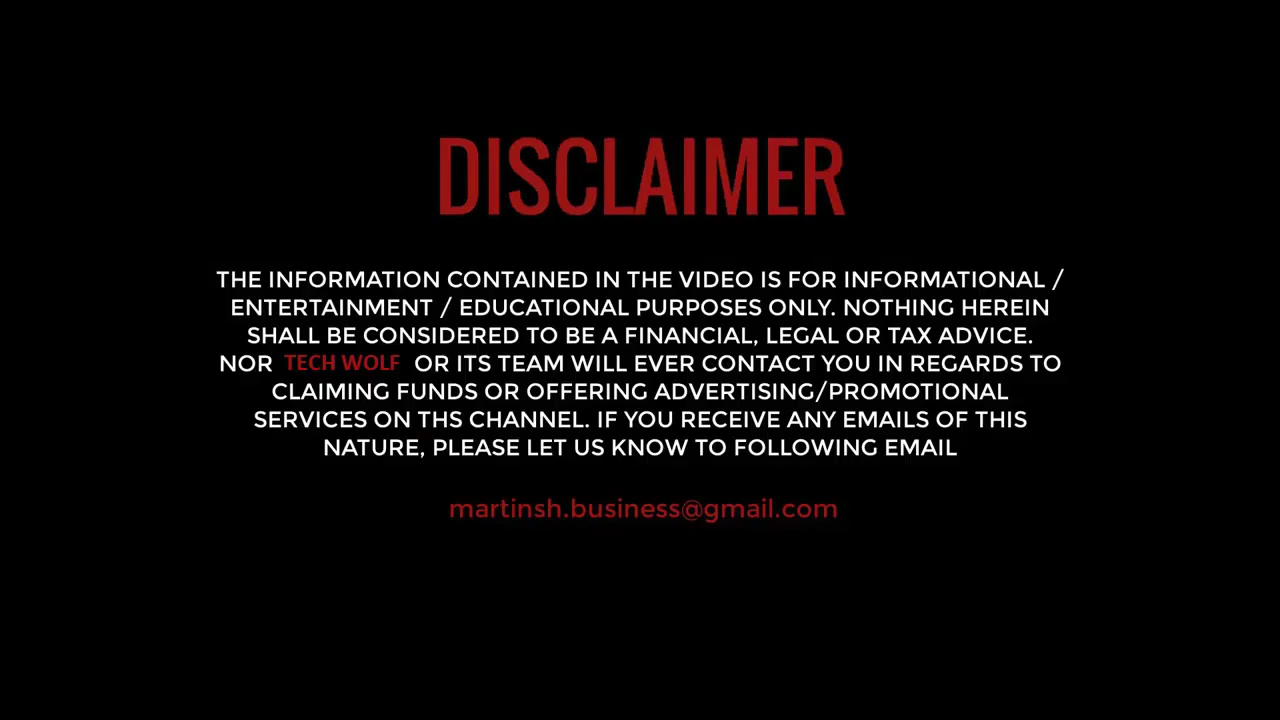 DISCLAIMER
THE INFORMATION CONTAINED IN THE VIDEO IS FOR INFORMATIONAL /
ENTERTAINMENT / EDUCATIONAL PURPOSES ONLY. NOTHING HEREIN
SHALL BE CONSIDERED TO BE A FINANCIAL, LEGAL OR TAX ADVICE.
NOR TECH WOLF OR ITS TEAM WILL EVER CONTACT YOU IN REGARDS TO
CLAIMING FUNDS OR OFFERING ADVERTISING/PROMOTIONAL
SERVICES ON THS CHANNEL. IF YOU RECEIVE ANY EMAILS OF THIS
NATURE, PLEASE LET US KNOW TO FOLLOWING EMAIL
martinsh.business@gmail.com